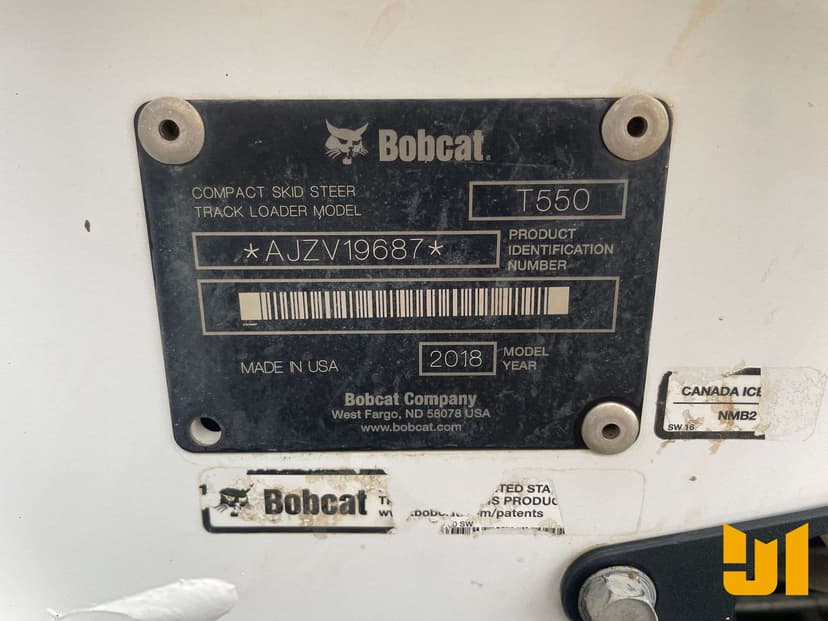 Bobcat
COMPACT SKID STEER
TRACK LOADER MODEL
T550
*AJZV19687*
PRODUCT
IDENTIFICATION
NUMBER
MADE IN USA
2018
MODEL
YEAR
Bobcat Company
West Fargo, ND 58078 USA
www.bobcat.com
CANADA ICE
NMB2
SW 16
Bobcat
TED STA
S PRODUC
m/patents
SW